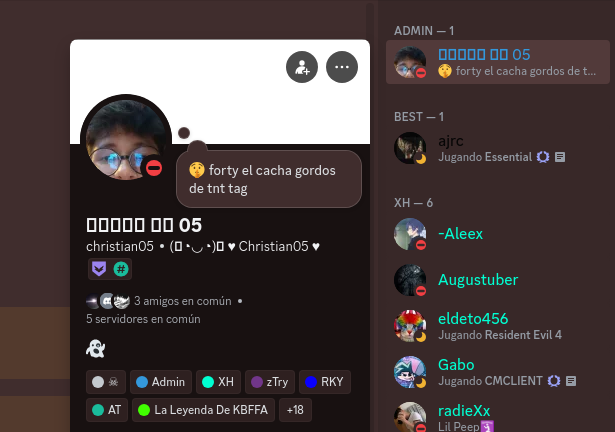 05
christian05 • ( ◔◡◔ ) ♥ Christian05 ♥
🤫 forty el cacha gordos
de tnt tag
3 amigos en común •
5 servidores en común
☠
Admin
XH
zTry
RKY
AT
La Leyenda De KBFFA
+18
ADMIN — 1
05
🤫 forty el cacha gordos de t...
BEST — 1
ajrc
Jugando Essential
XH — 6
-Aleex
Augustuber
eldeto456
Jugando Resident Evil 4
Gabo
Jugando CMCLIENT
radieXx
Lil Peep